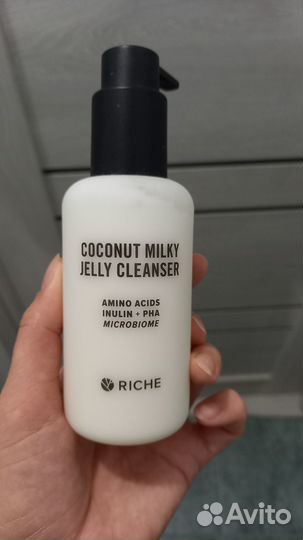 COCONUT MILKY
JELLY CLEANSER
AMINO ACIDS
INULIN + PHA
MICROBIOME
RICHE
Avito